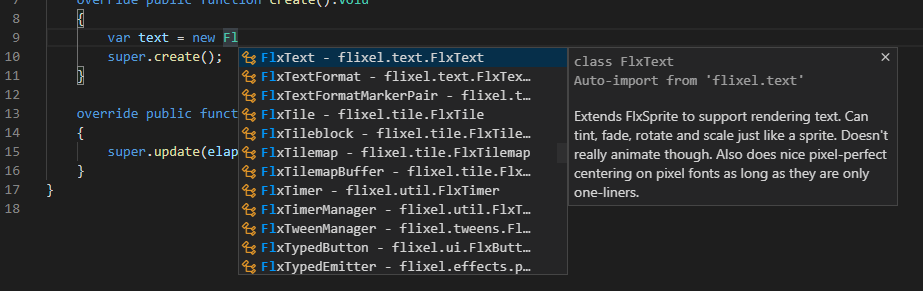 7 override public function create():Void
8 {
9 var text = new Fl
10 super.create();
11 }
12
13 override public funct
14 {
15 super.update(elap
16 }
17 }
18
FlxText - flixel.text.FlxText
FlxTextFormat - flixel.text.FlxTex…
FlxTextFormatMarkerPair - flixel.t…
FlxTile - flixel.tile.FlxTile
FlxTileblock - flixel.tile.FlxTile…
FlxTilemap - flixel.tile.FlxTilemap
FlxTilemapBuffer - flixel.tile.Flx…
FlxTimer - flixel.util.FlxTimer
FlxTimerManager - flixel.util.FlxT…
FlxTweenManager - flixel.tweens.Fl…
FlxTypedButton - flixel.ui.FlxButt…
FlxTypedEmitter - flixel.effects.p…
class FlxText
Auto-import from 'flixel.text'
Extends FlxSprite to support rendering text. Can
tint, fade, rotate and scale just like a sprite. Doesn't
really animate though. Also does nice pixel-perfect
centering on pixel fonts as long as they are only
one-liners.